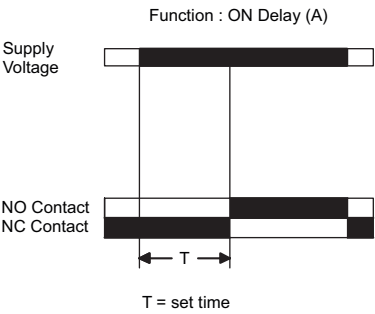 Function : ON Delay (A)
Supply
Voltage
NO Contact
NC Contact
T
T = set time